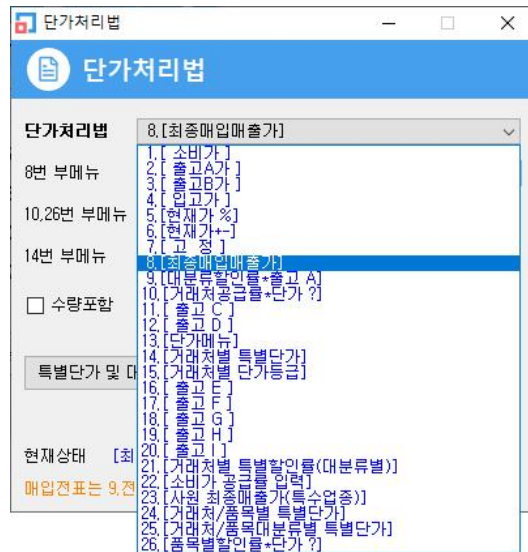 단가처리법
단가처리법
단가처리법 8.[최종매입매출가]
8번 부메뉴
10,26번 부메뉴
14번 부메뉴
수량포함
특별단가 및 대
현재상태 [최
매입전표는 9,전
1.[ 소비가 ]
2.[ 출고A가 ]
3.[ 출고B가 ]
4.[ 입고가 ]
5.[현재가 %]
6.[현재가+-]
7.[ 고 정 ]
8.[최종매입매출가]
9.[대분류할인률*출고 A]
10.[거래처공급률*단가 ?]
11.[ 출고 C ]
12.[ 출고 D ]
13.[단가메뉴]
14.[거래처별 특별단가]
15.[거래처별 단가등급]
16.[ 출고 E ]
17.[ 출고 F ]
18.[ 출고 G ]
19.[ 출고 H ]
20.[ 출고 I ]
21.[거래처별 특별할인률(대분류별)]
22.[소비가 공급률 입력]
23.[사원 최종매출가(특수업종)]
24.[거래처/품목별 특별단가]
25.[거래처/품목대분류별 특별단가]
26.[품목별할인률*단가 ?]